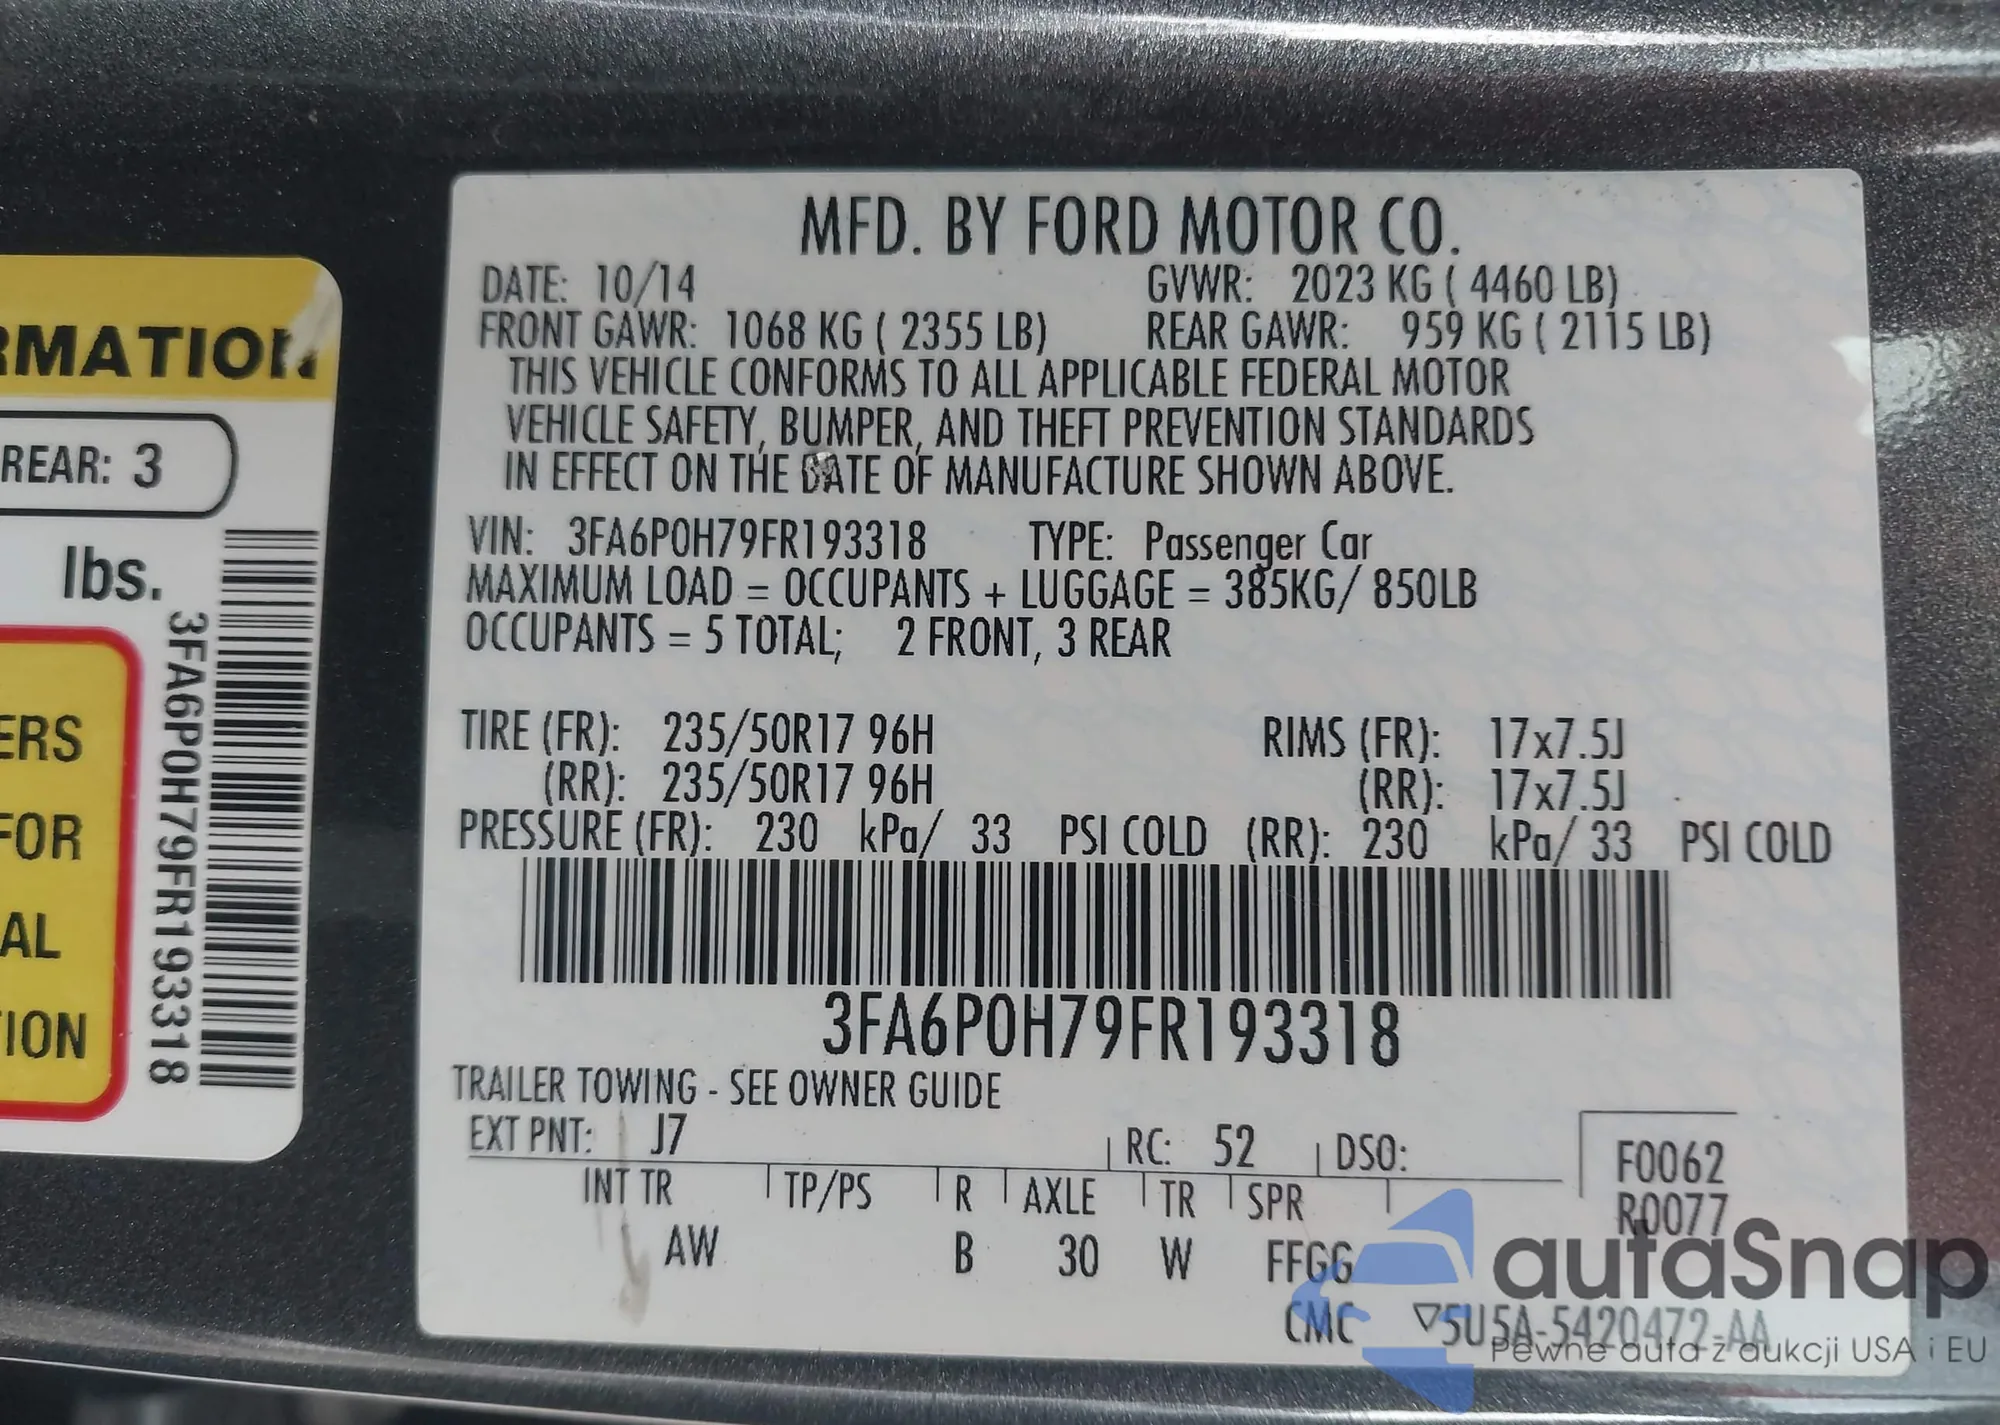 RMATION
REAR: 3
lbs.
ERS
FOR
AL
TION
3FA6P0H79FR193318
MFD. BY FORD MOTOR CO.
DATE: 10/14 GVWR: 2023 KG ( 4460 LB)
FRONT GAWR: 1068 KG ( 2355 LB) REAR GAWR: 959 KG ( 2115 LB)
THIS VEHICLE CONFORMS TO ALL APPLICABLE FEDERAL MOTOR
VEHICLE SAFETY, BUMPER, AND THEFT PREVENTION STANDARDS
IN EFFECT ON THE DATE OF MANUFACTURE SHOWN ABOVE.
VIN: 3FA6P0H79FR193318 TYPE: Passenger Car
MAXIMUM LOAD = OCCUPANTS + LUGGAGE = 385KG/ 850LB
OCCUPANTS = 5 TOTAL; 2 FRONT, 3 REAR
TIRE (FR): 235/50R17 96H RIMS (FR): 17x7.5J
(RR): 235/50R17 96H (RR): 17x7.5J
PRESSURE (FR): 230 kPa/ 33 PSI COLD (RR): 230 kPa/ 33 PSI COLD
3FA6P0H79FR193318
TRAILER TOWING - SEE OWNER GUIDE
EXT PNT: J7 RC: 52 DSO: F0062
INT TR TP/PS R AXLE TR SPR R0077
AW B 30 W FFGG
CMC ▽5U5A-5420472-AA
autaSnap
Pewne auta z aukcji USA i EU